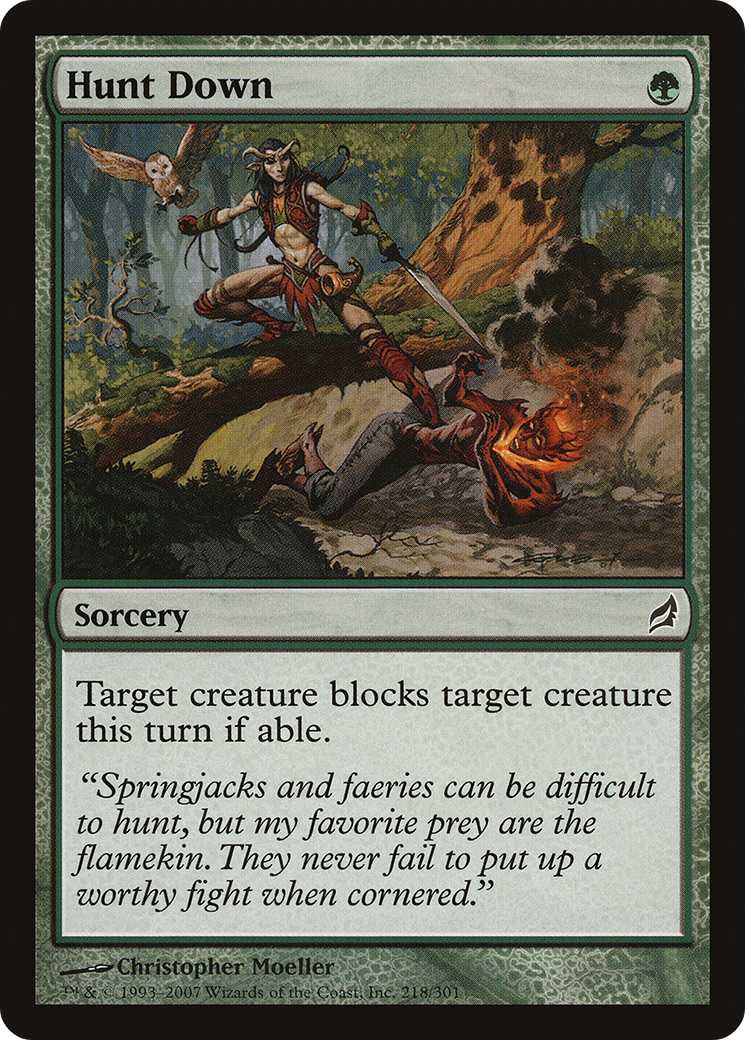 Hunt Down
Sorcery
Target creature blocks target creature
this turn if able.
“Springjacks and faeries can be difficult
to hunt, but my favorite prey are the
flamekin. They never fail to put up a
worthy fight when cornered.”
Christopher Moeller
™ & © 1993–2007 Wizards of the Coast, Inc. 218/301